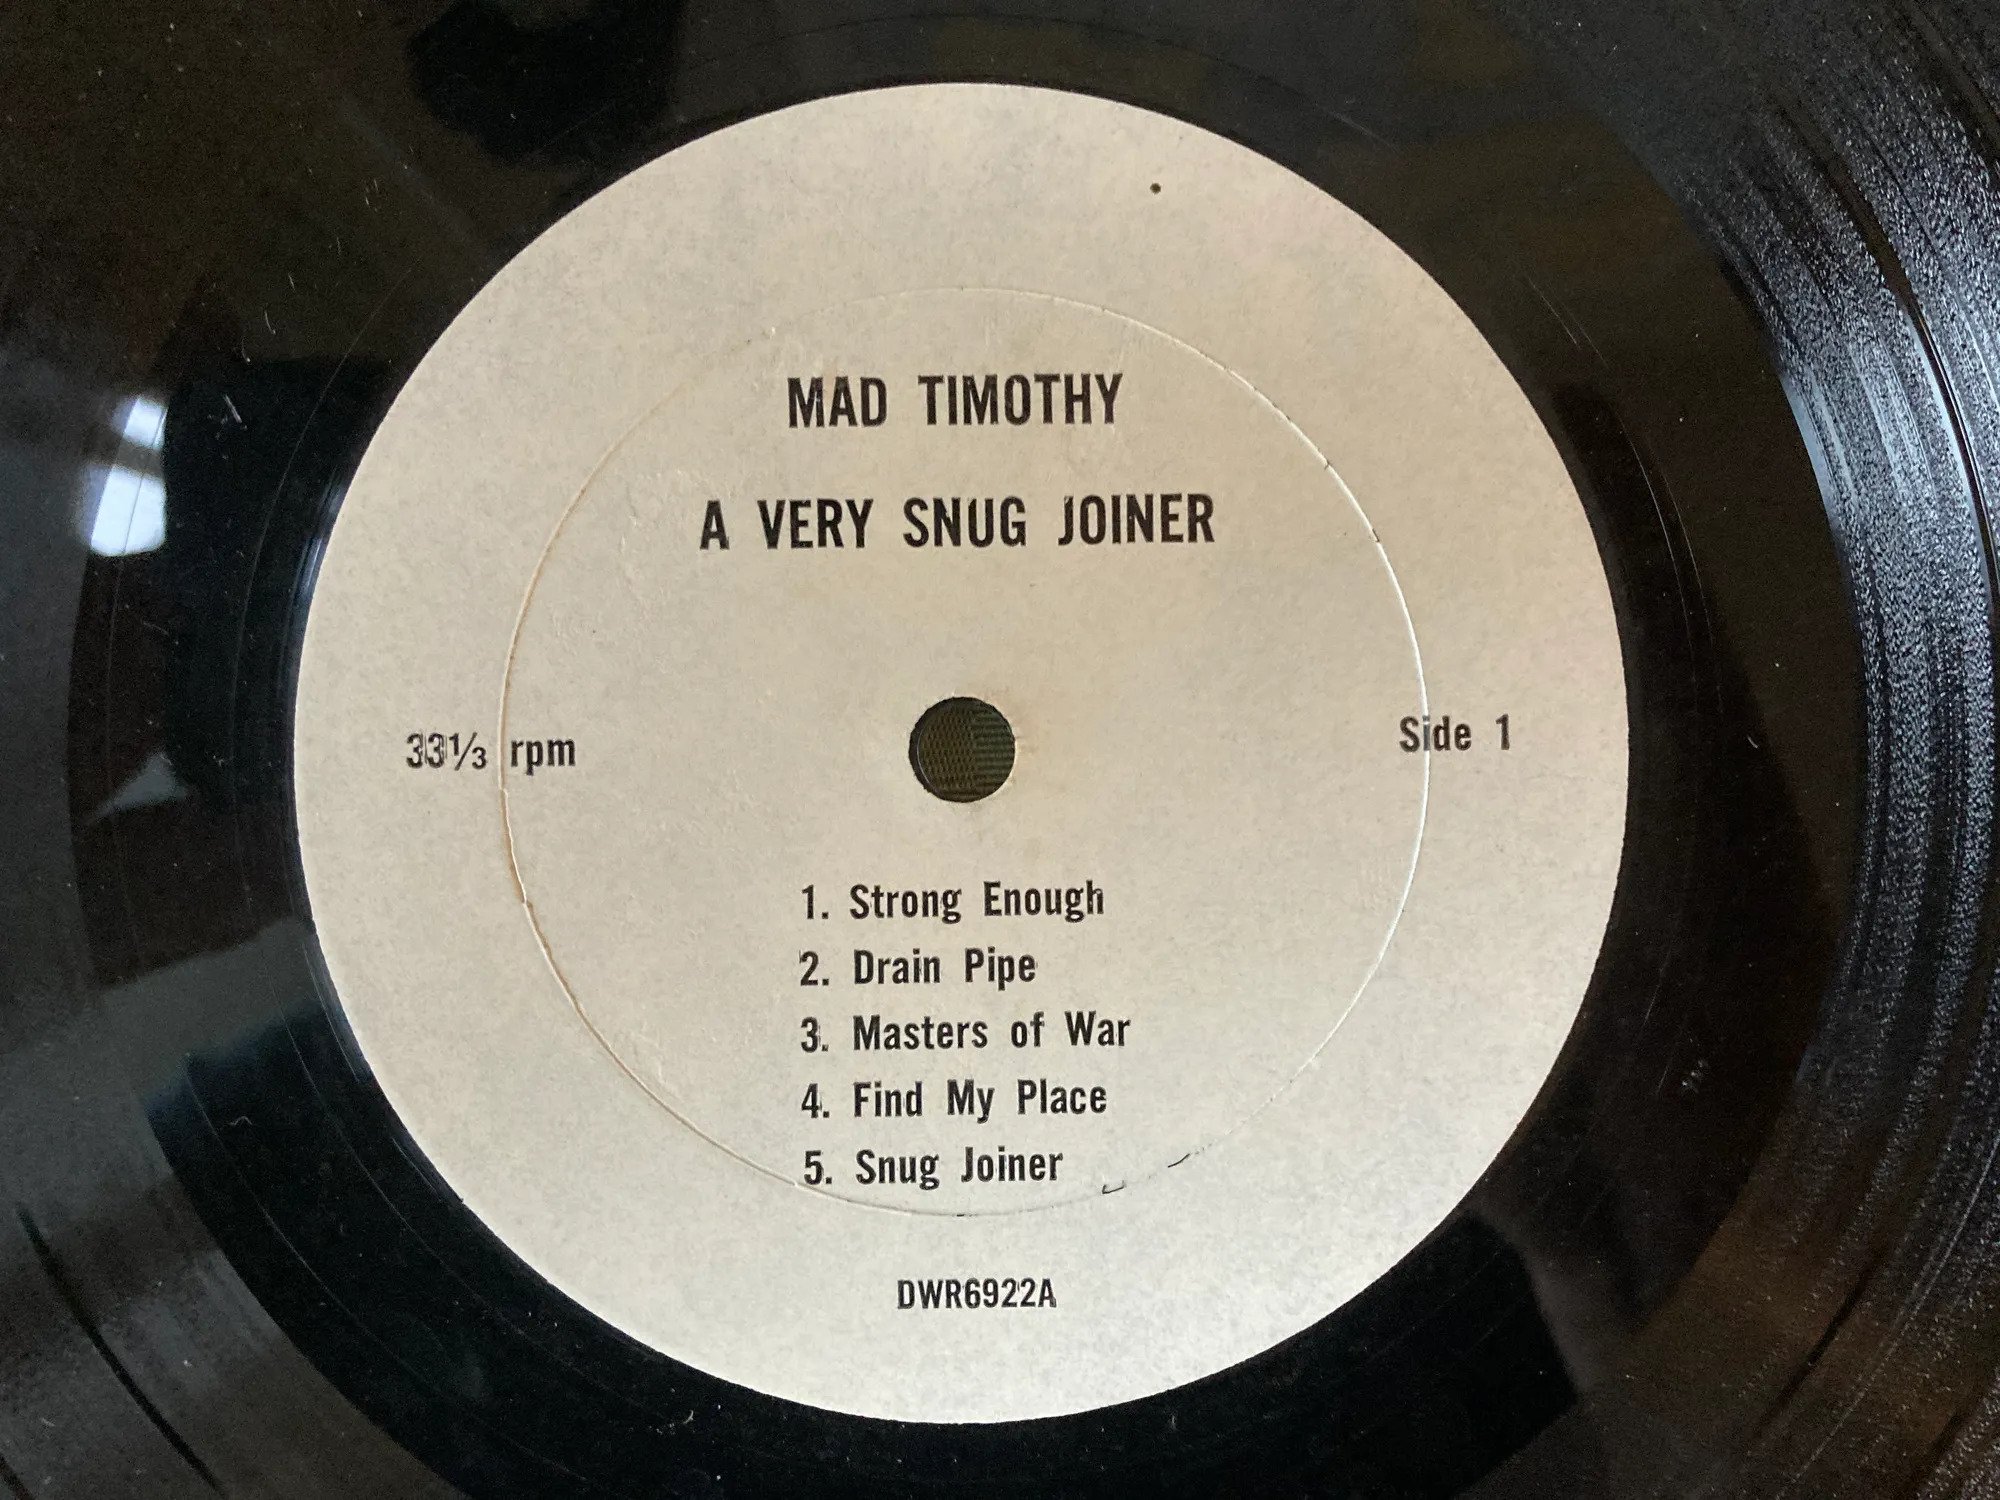 MAD TIMOTHY
A VERY SNUG JOINER
33⅓ rpm
Side 1
1. Strong Enough
2. Drain Pipe
3. Masters of War
4. Find My Place
5. Snug Joiner
DWR6922A